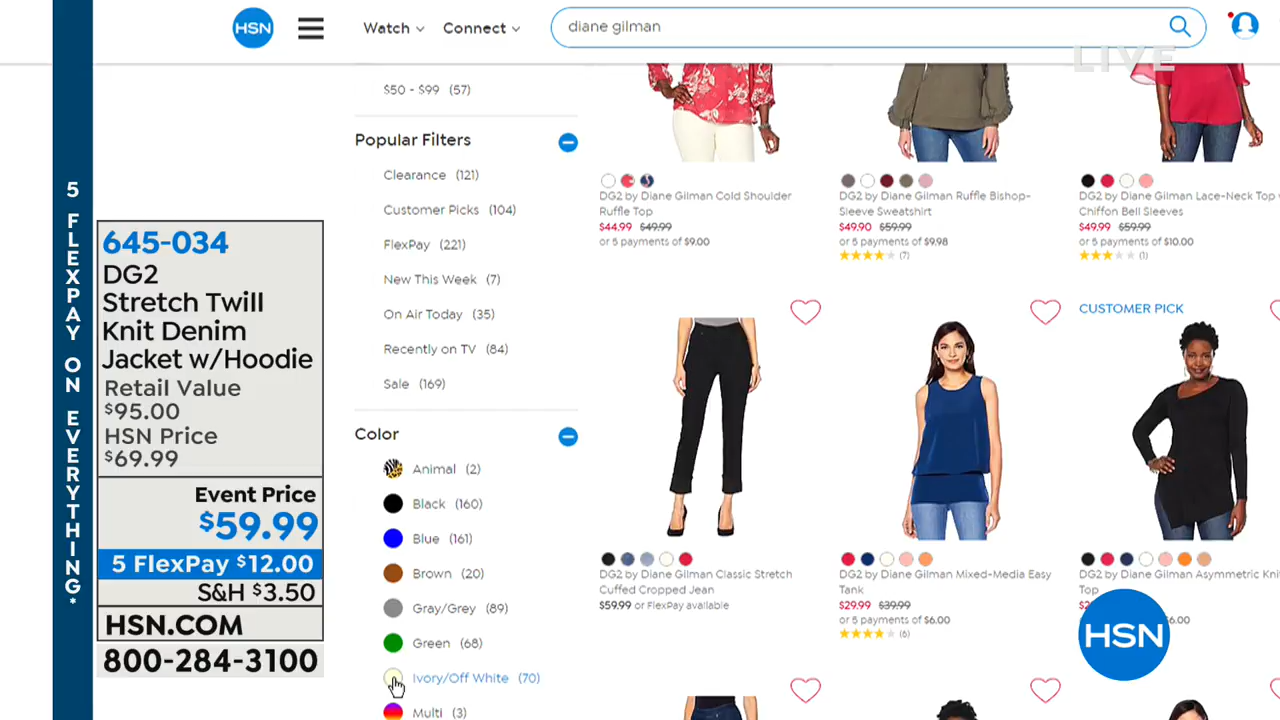 HSN
Watch
Connect
diane gilman
LIVE
5 FLEXPAY ON EVERYTHING*
645-034
DG2
Stretch Twill
Knit Denim
Jacket w/Hoodie
Retail Value
$95.00
HSN Price
$69.99
Event Price
$59.99
5 FlexPay $12.00
S&H $3.50
HSN.COM
800-284-3100
$50 - $99 (57)
Popular Filters
Clearance (121)
Customer Picks (104)
FlexPay (221)
New This Week (7)
On Air Today (35)
Recently on TV (84)
Sale (169)
Color
Animal (2)
Black (160)
Blue (161)
Brown (20)
Gray/Grey (89)
Green (68)
Ivory/Off White (70)
Multi (3)
DG2 by Diane Gilman Cold Shoulder
Ruffle Top
$44.99 $49.99
or 5 payments of $9.00
DG2 by Diane Gilman Ruffle Bishop-
Sleeve Sweatshirt
$49.90 $59.99
or 5 payments of $9.98
(7)
DG2 by Diane Gilman Lace-Neck Top
Chiffon Bell Sleeves
$49.99 $59.99
or 5 payments of $10.00
(1)
DG2 by Diane Gilman Classic Stretch
Cuffed Cropped Jean
$59.99 or FlexPay available
DG2 by Diane Gilman Mixed-Media Easy
Tank
$29.99 $39.99
or 5 payments of $6.00
(6)
CUSTOMER PICK
DG2 by Diane Gilman Asymmetric
Top
$6.00
HSN